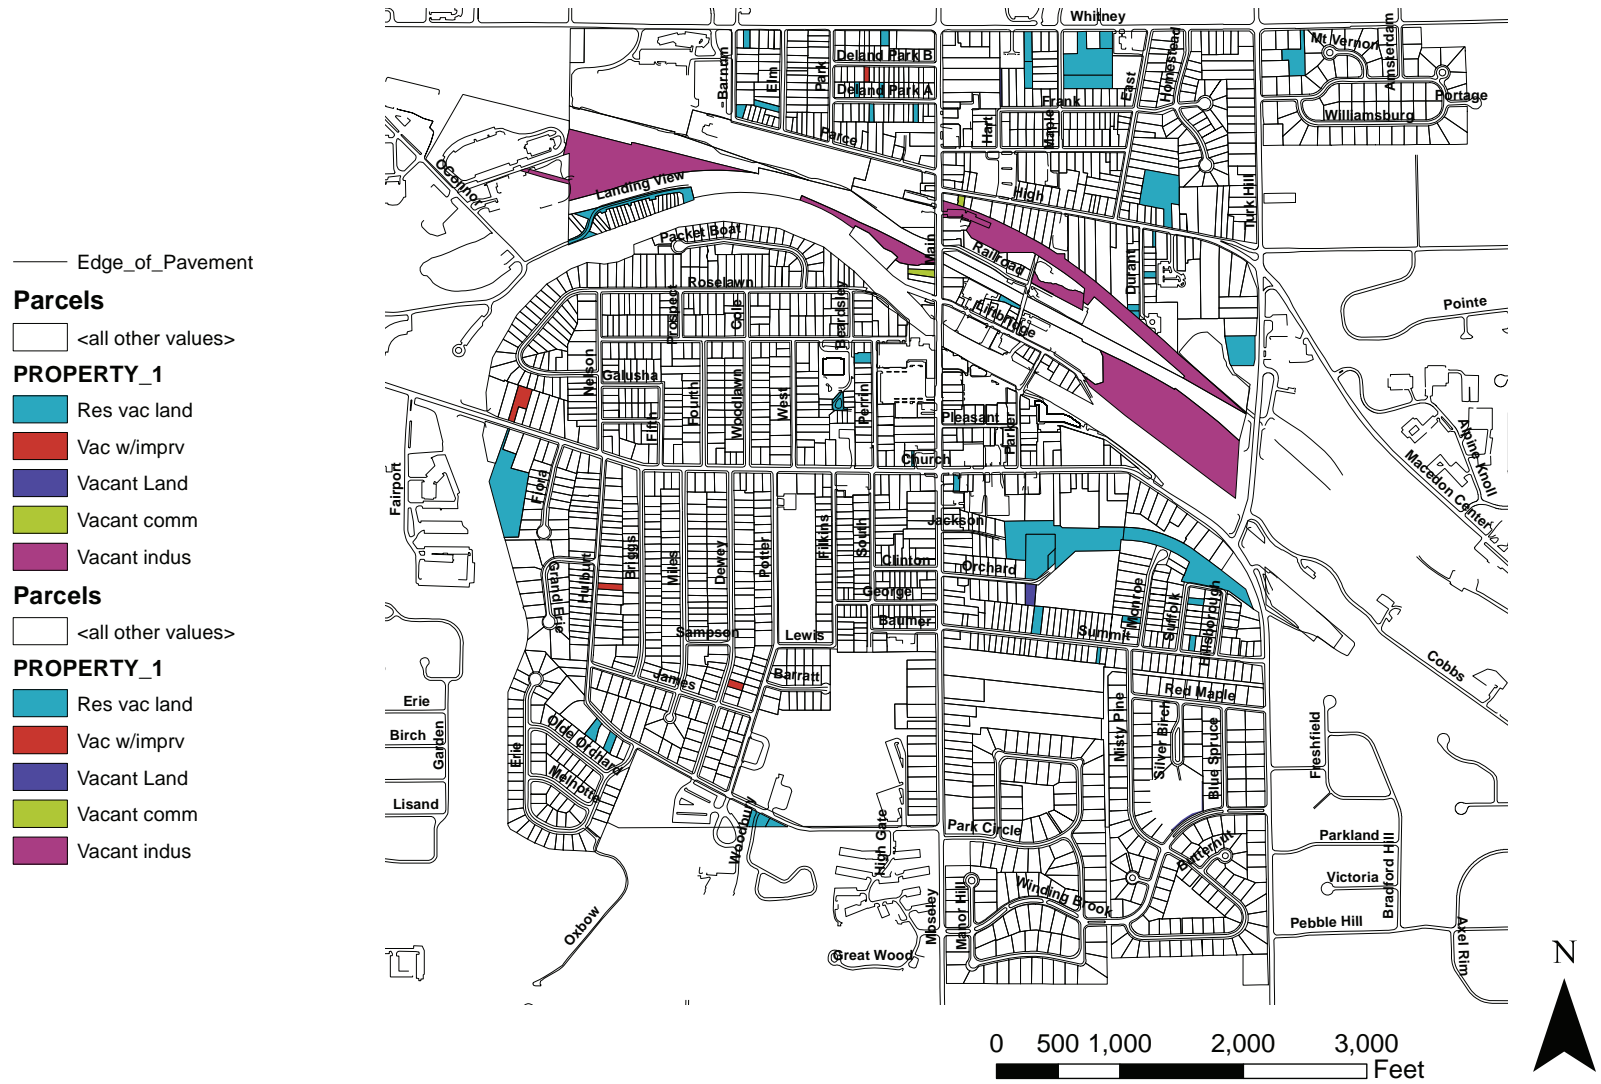 Edge_of_Pavement
Parcels
<all other values>
PROPERTY_1
Res vac land
Vac w/imprv
Vacant Land
Vacant comm
Vacant indus
Parcels
<all other values>
PROPERTY_1
Res vac land
Vac w/imprv
Vacant Land
Vacant comm
Vacant indus
Whitney
Barnum
Elm
Park
Deland Park B
Deland Park A
Parce
Hart
Maple
Frank
East
Homestead
Mt Vernon
Amsterdam
Portage
Williamsburg
Turk Hill
OConnor
Landing View
High
Packet Boat
Main
Railroad
Durant
Roselawn
Prospect
Cole
Beardsley
Linbridge
Pointe
Nelson
Galusha
Fifth
Fourth
Woodlawn
West
Perrin
Pleasant
Parker
Church
Alpine Knoll
Macedon Center
Fairport
Flora
Jackson
Grand Erie
Hulburt
Briggs
Miles
Dewey
Potter
Filkins
South
Clinton
Orchard
George
Baumer
Monroe
Suffolk
Hillsborough
Sampson
Lewis
Summit
James
Barratt
Red Maple
Cobbs
Erie
Birch
Garden
Lisand
Erie
Olde Orchard
Melhotte
Misty Pine
Silver Birch
Blue Spruce
Freshfield
Woodbury
High Gate
Park Circle
Butternut
Parkland
Victoria
Bradford Hill
Winding Brook
Manor Hill
Moseley
Pebble Hill
Axel Rim
Oxbow
Great Wood
N
0 500 1,000 2,000 3,000
Feet